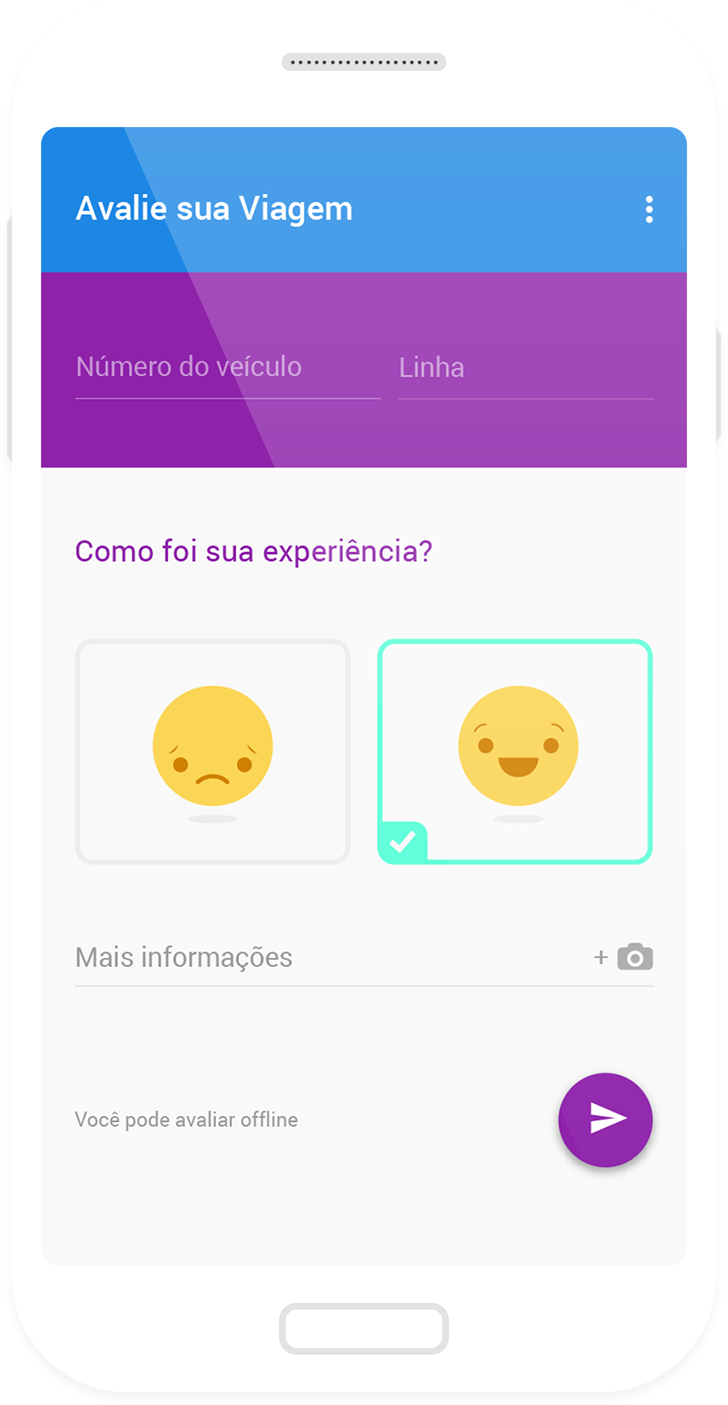 Avalie sua Viagem
Número do veículo Linha
Como foi sua experiência?
Mais informações +
Você pode avaliar offline